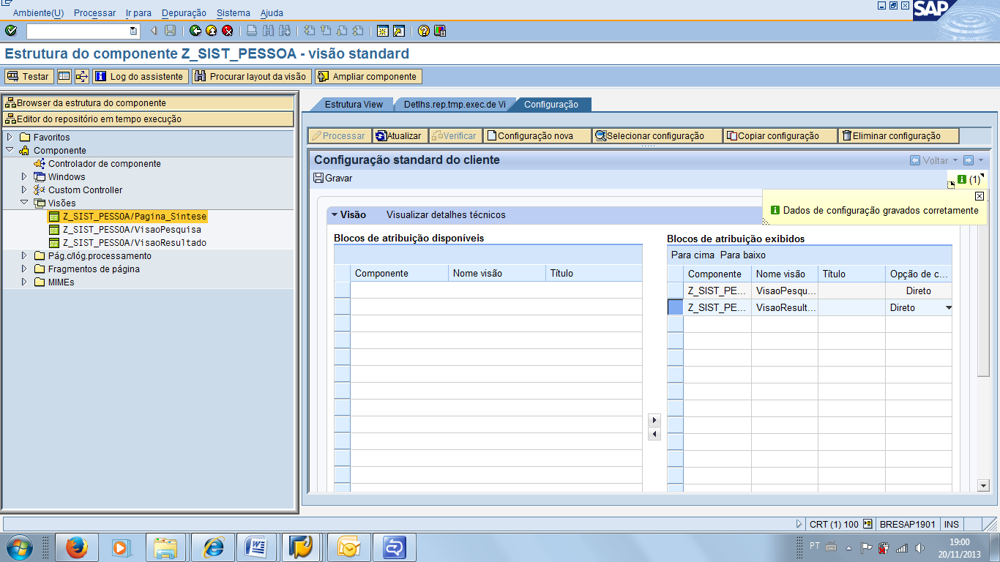 Ambiente(U) Processar Ir para Depuração Sistema Ajuda
SAP
Estrutura do componente Z_SIST_PESSOA - visão standard
Testar Log do assistente Procurar layout da visão Ampliar componente
Browser da estrutura do componente
Editor do repositório em tempo execução
Favoritos
Componente
Controlador de componente
Windows
Custom Controller
Visões
Z_SIST_PESSOA/Pagina_Sintese
Z_SIST_PESSOA/VisaoPesquisa
Z_SIST_PESSOA/VisaoResultado
Pág.c/lóg.processamento
Fragmentos de página
MIMEs
Estrutura View Detlhs.rep.tmp.exec.de Vi Configuração
Processar Atualizar Verificar Configuração nova Selecionar configuração Copiar configuração Eliminar configuração
Configuração standard do cliente Voltar
Gravar (1)
Dados de configuração gravados corretamente
Visão Visualizar detalhes técnicos
Blocos de atribuição disponíveis
Componente Nome visão Título
Blocos de atribuição exibidos
Para cima Para baixo
Componente Nome visão Título Opção de c...
Z_SIST_PE... VisaoPesqu... Direto
Z_SIST_PE... VisaoResult... Direto
CRT (1) 100 BRESAP1901 INS
PT 19:00
20/11/2013